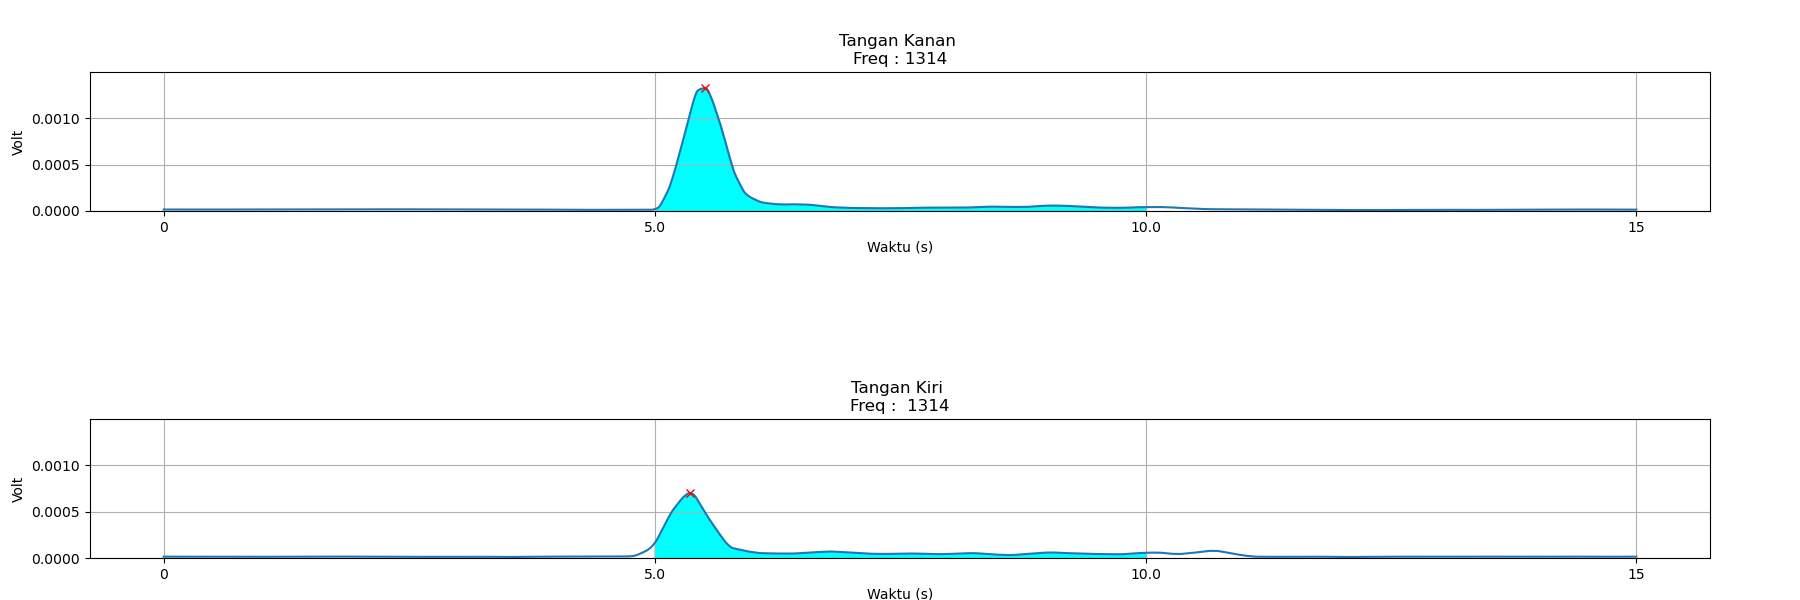 Tangan Kanan
Freq : 1314
Volt
0.0010
0.0005
0.0000
0
5.0
10.0
15
Waktu (s)
Tangan Kiri
Freq :  1314
Volt
0.0010
0.0005
0.0000
0
5.0
10.0
15
Waktu (s)